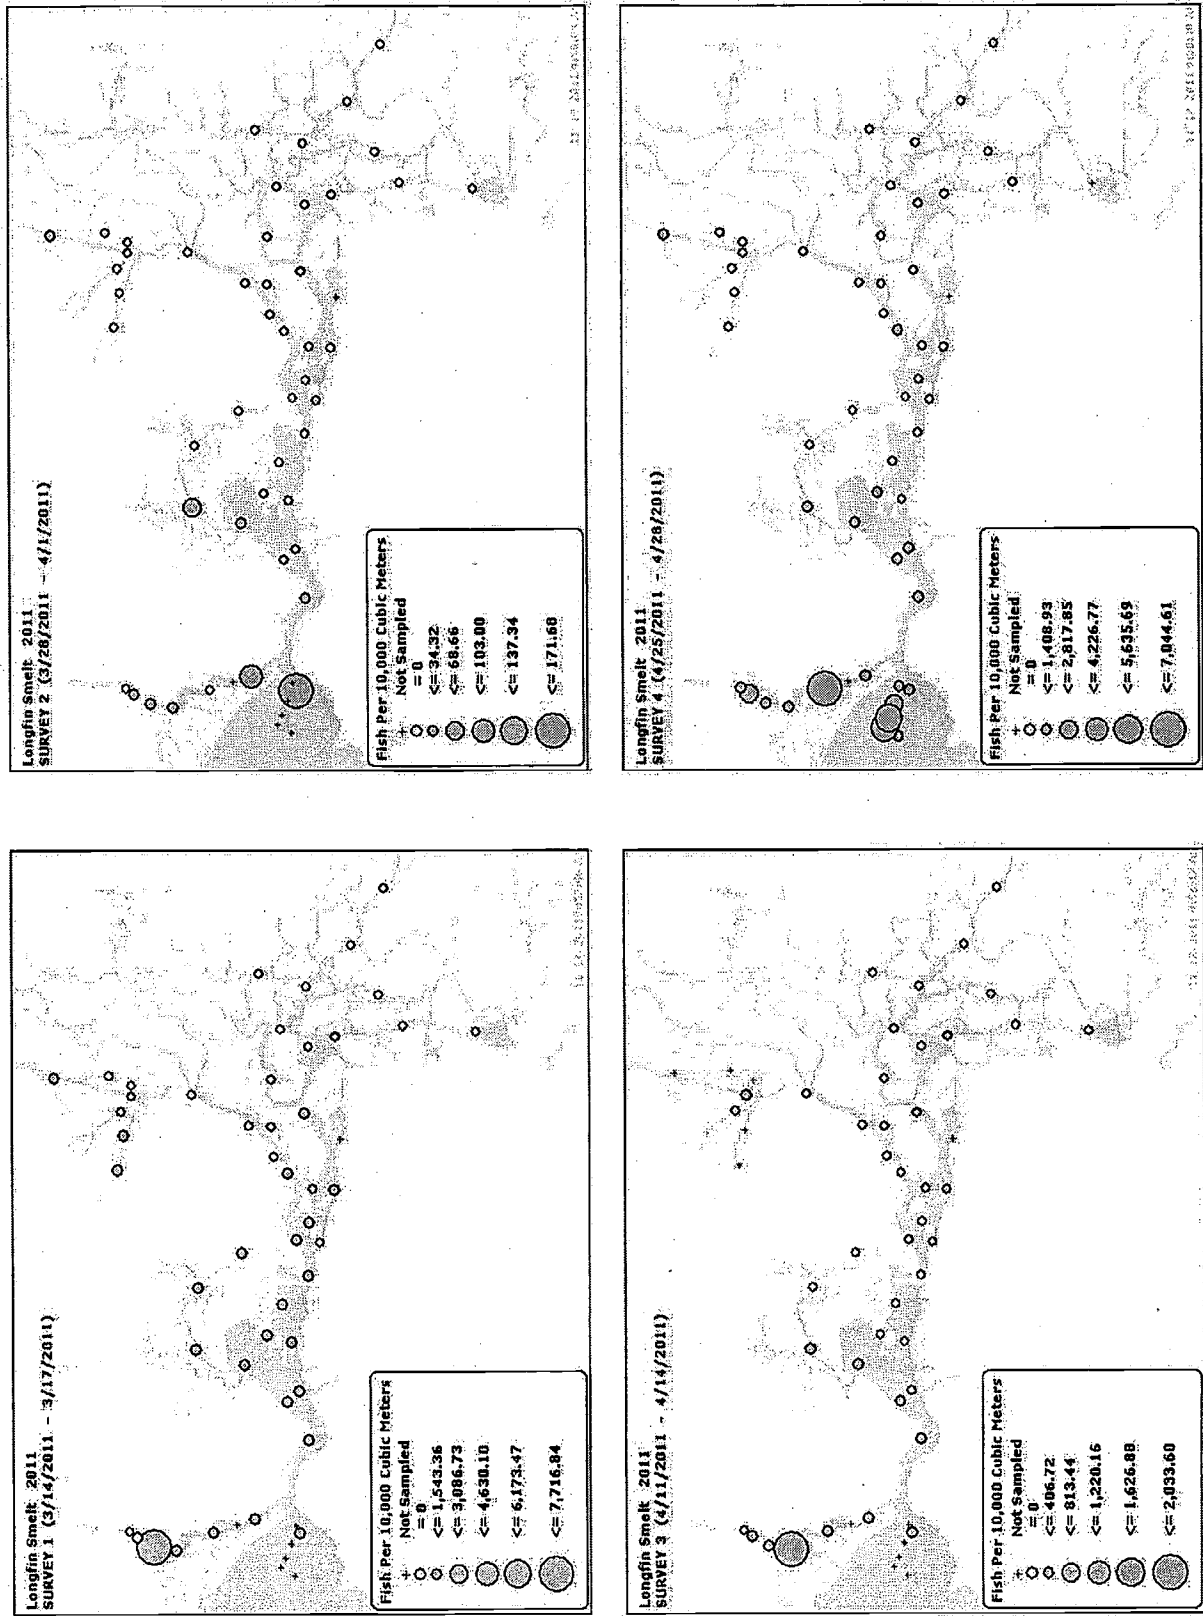 Longfin Smelt 2011
SURVEY 1 (3/14/2011 - 3/17/2011)
Fish Per 10,000 Cubic Meters
Not Sampled
= 0
<=1,543.36
<=3,086.73
<=4,630.10
<=6,173.47
<=7,716.84
Longfin Smelt 2011
SURVEY 2 (3/28/2011 - 4/1/2011)
Fish Per 10,000 Cubic Meters
Not Sampled
= 0
<=34.32
<=68.66
<=103.00
<=137.34
<=171.68
Longfin Smelt 2011
SURVEY 3 (4/11/2011 - 4/14/2011)
Fish Per 10,000 Cubic Meters
Not Sampled
= 0
<=406.72
<=813.44
<=1,220.16
<=1,626.88
<=2,033.60
Longfin Smelt 2011
SURVEY 4 (4/25/2011 - 4/28/2011)
Fish Per 10,000 Cubic Meters
Not Sampled
= 0
<=1,408.93
<=2,817.85
<=4,226.77
<=5,635.69
<=7,044.61